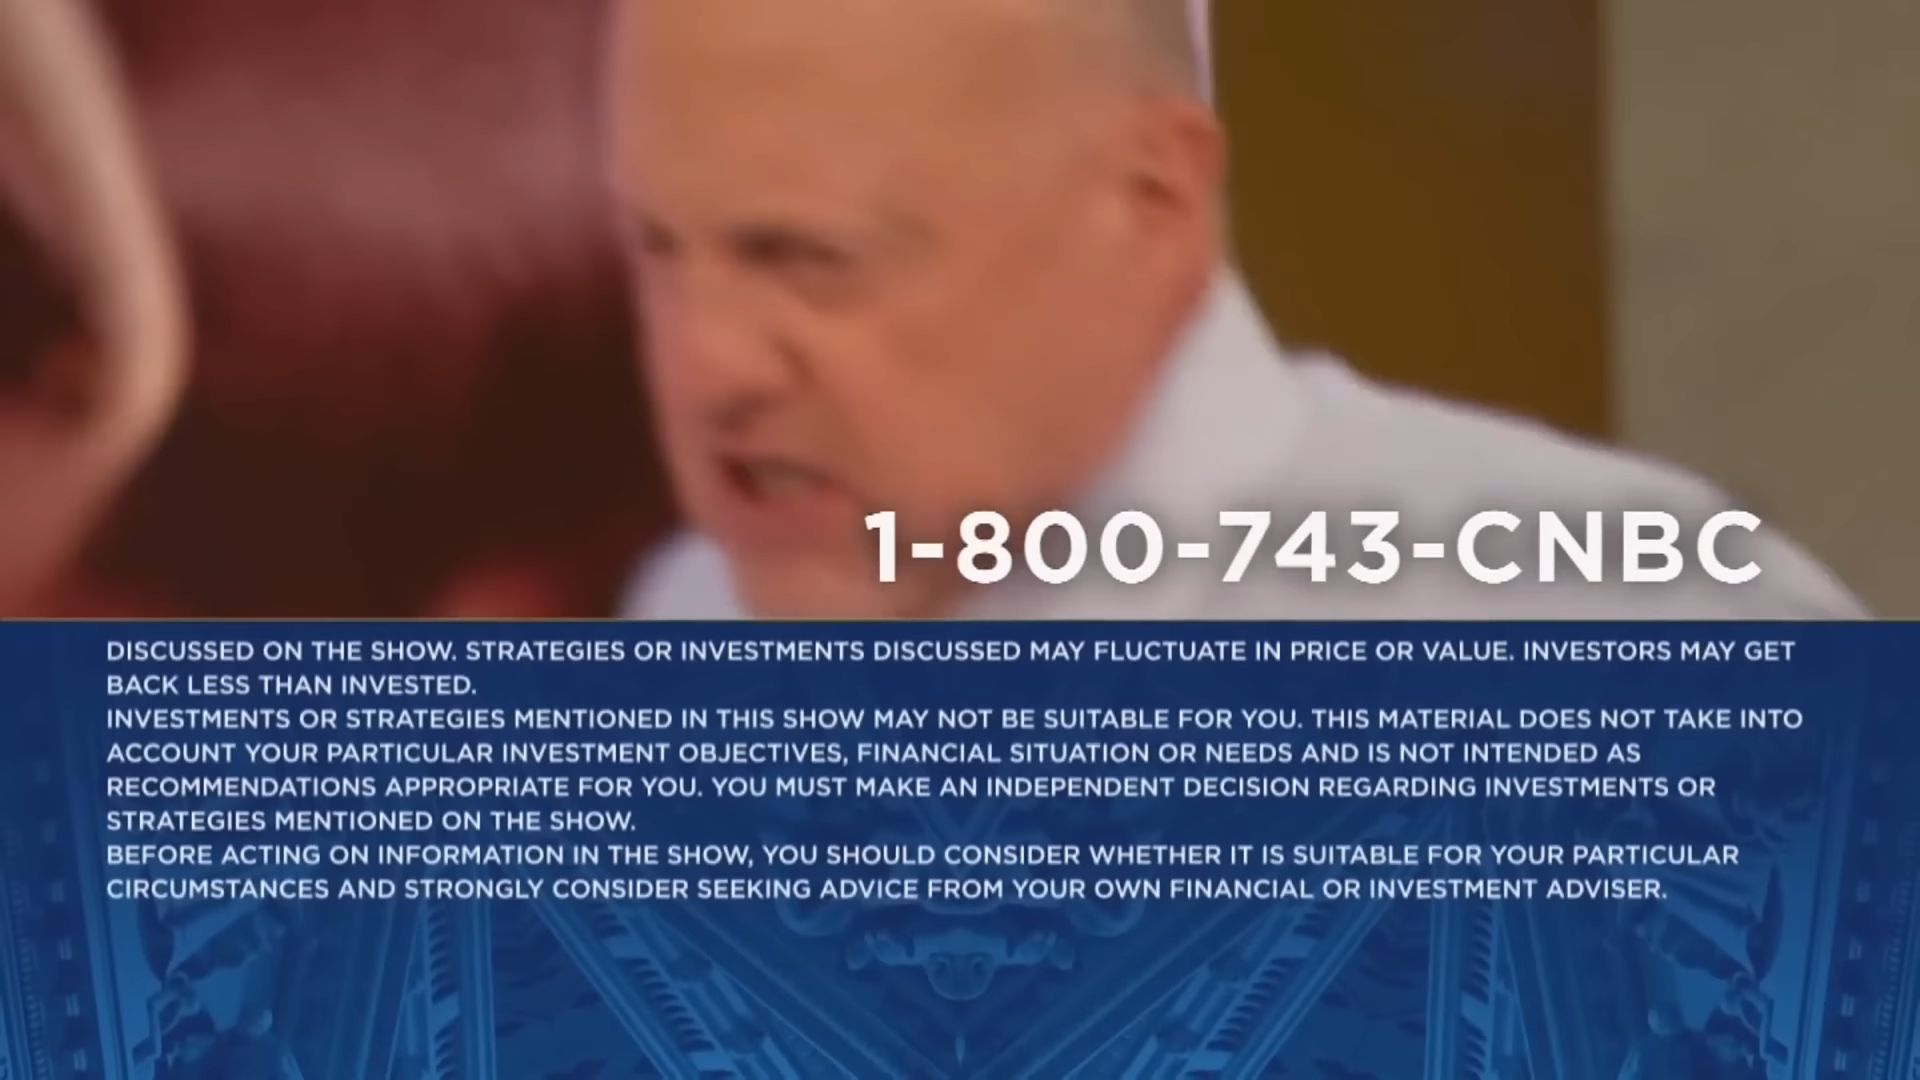 1-800-743-CNBC
DISCUSSED ON THE SHOW. STRATEGIES OR INVESTMENTS DISCUSSED MAY FLUCTUATE IN PRICE OR VALUE. INVESTORS MAY GET
BACK LESS THAN INVESTED.
INVESTMENTS OR STRATEGIES MENTIONED IN THIS SHOW MAY NOT BE SUITABLE FOR YOU. THIS MATERIAL DOES NOT TAKE INTO
ACCOUNT YOUR PARTICULAR INVESTMENT OBJECTIVES, FINANCIAL SITUATION OR NEEDS AND IS NOT INTENDED AS
RECOMMENDATIONS APPROPRIATE FOR YOU. YOU MUST MAKE AN INDEPENDENT DECISION REGARDING INVESTMENTS OR
STRATEGIES MENTIONED ON THE SHOW.
BEFORE ACTING ON INFORMATION IN THE SHOW, YOU SHOULD CONSIDER WHETHER IT IS SUITABLE FOR YOUR PARTICULAR
CIRCUMSTANCES AND STRONGLY CONSIDER SEEKING ADVICE FROM YOUR OWN FINANCIAL OR INVESTMENT ADVISER.